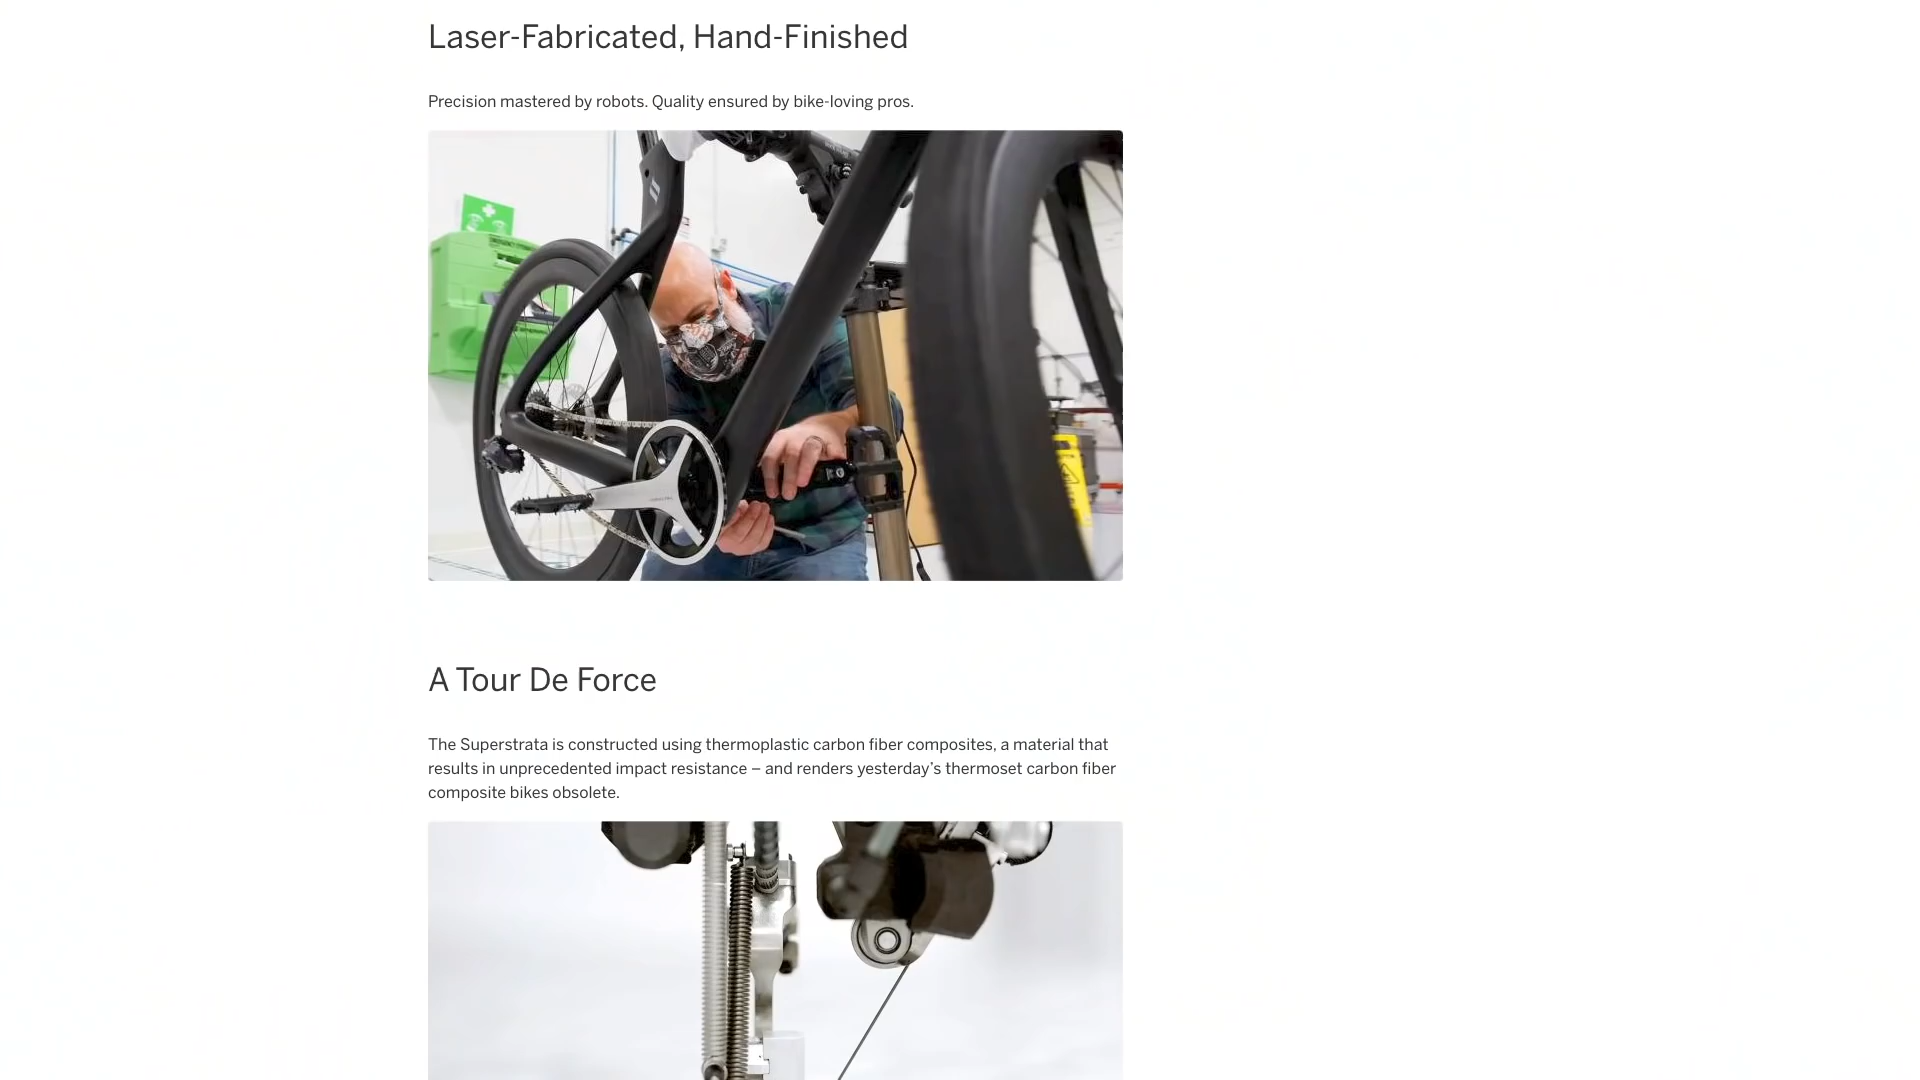 Laser-Fabricated, Hand-Finished
Precision mastered by robots. Quality ensured by bike-loving pros.
A Tour De Force
The Superstrata is constructed using thermoplastic carbon fiber composites, a material that
results in unprecedented impact resistance – and renders yesterday’s thermoset carbon fiber
composite bikes obsolete.